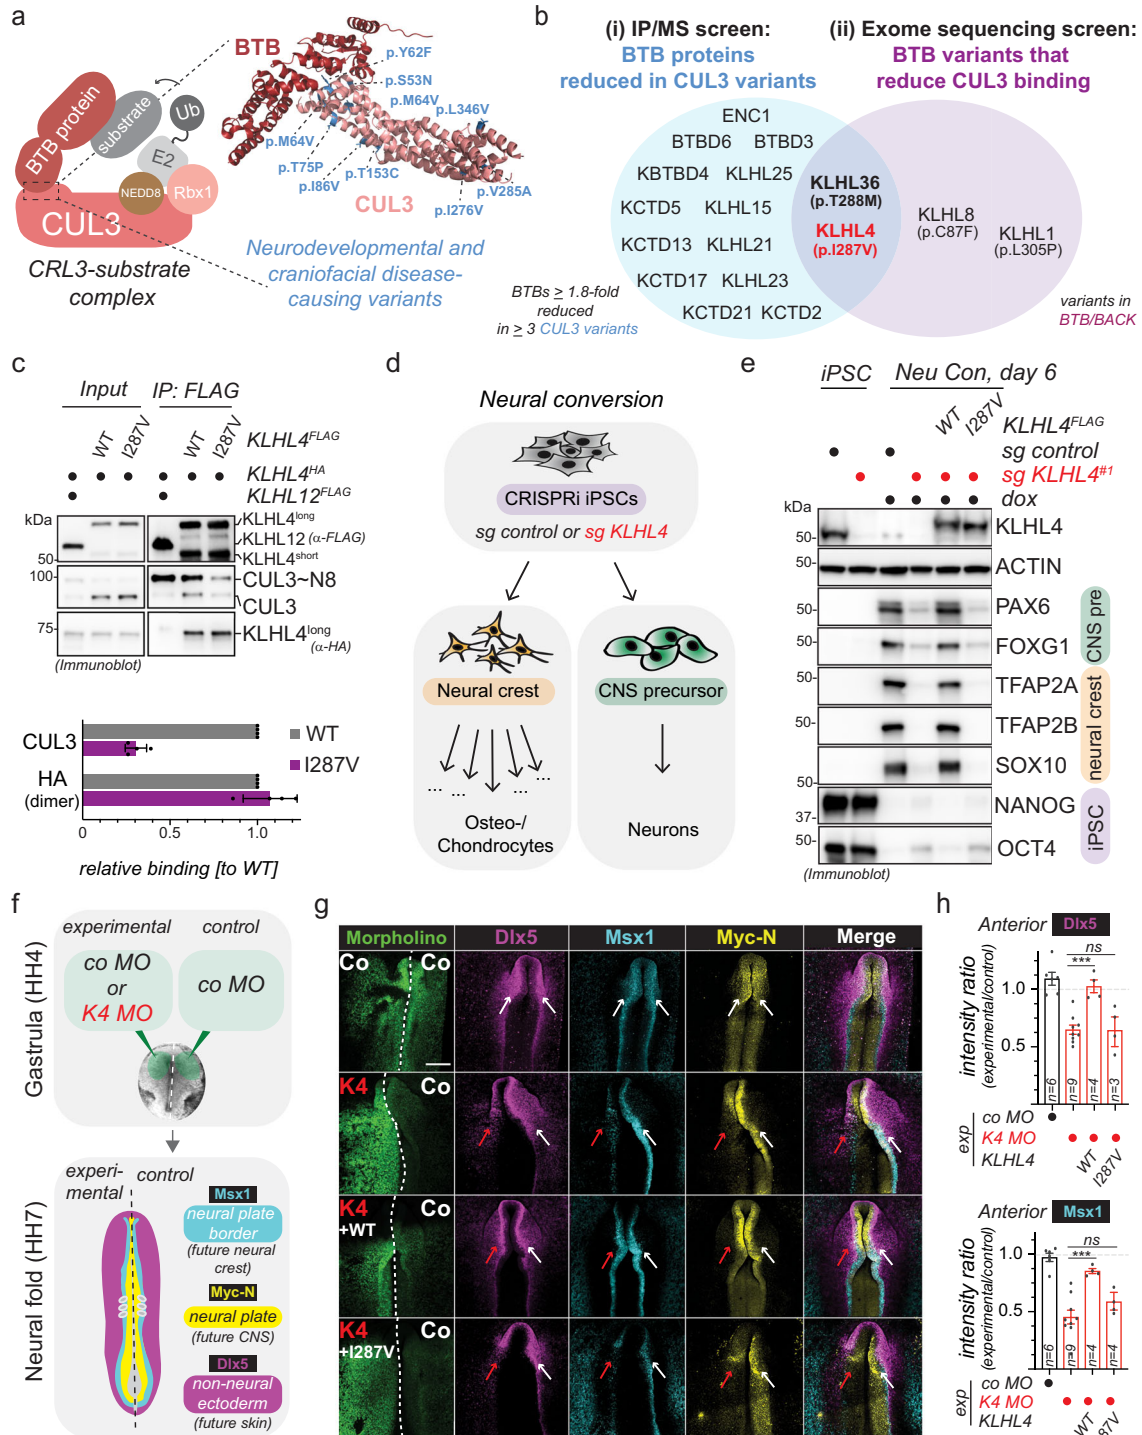 a
BTB
BTB protein
substrate
Ub
E2
NEDD8
Rbx1
CUL3
CRL3-substrate
complex
p.Y62F
p.S53N
p.M64V
p.L346V
p.M64V
p.T75P
p.I86V
p.T153C
CUL3
p.V285A
p.I276V
Neurodevelopmental and
craniofacial disease-
causing variants
b
(i) IP/MS screen:
BTB proteins
reduced in CUL3 variants
(ii) Exome sequencing screen:
BTB variants that
reduce CUL3 binding
ENC1
BTBD6 BTBD3
KBTBD4 KLHL25
KCTD5 KLHL15
KCTD13 KLHL21
KCTD17 KLHL23
KCTD21 KCTD2
KLHL36
(p.T288M)
KLHL4
(p.I287V)
KLHL8
(p.C87F)
KLHL1
(p.L305P)
BTBs ≥ 1.8-fold
reduced
in ≥ 3 CUL3 variants
variants in
BTB/BACK
c
Input IP: FLAG
WT I287V WT I287V KLHL4FLAG
KLHL4HA
KLHL12FLAG
kDa
50
100
75
KLHL4long
KLHL12 (α-FLAG)
KLHL4short
CUL3~N8
CUL3
KLHL4long
(α-HA)
(Immunoblot)
CUL3
HA
(dimer)
WT
I287V
0 0.5 1.0
relative binding [to WT]
d
Neural conversion
CRISPRi iPSCs
sg control or sg KLHL4
Neural crest
CNS precursor
... ... ... ...
Osteo-/
Chondrocytes
Neurons
e
iPSC Neu Con, day 6
WT I287V KLHL4FLAG
sg control
sg KLHL4#1
dox
50- KLHL4
ACTIN
50- PAX6
FOXG1
50- TFAP2A
50- TFAP2B
50- SOX10
37- NANOG
50- OCT4
CNS pre
neural crest
iPSC
(Immunoblot)
f
Gastrula (HH4)
experimental control
co MO
or
K4 MO
co MO
Neural fold (HH7)
experi-
mental
control
Msx1
neural plate
border
(future neural
crest)
Myc-N
neural plate
(future CNS)
Dlx5
non-neural
ectoderm
(future skin)
g
Morpholino Dlx5 Msx1 Myc-N Merge
Co Co
K4 Co
K4 Co
+WT
K4 Co
+I287V
h
Anterior Dlx5
intensity ratio
(experimental/control)
ns
***
1.0
0.5
n=6 n=9 n=4 n=3
exp
co MO
K4 MO
KLHL4
WT I287V
Anterior Msx1
intensity ratio
(experimental/control)
ns
***
1.0
0.5
n=6 n=9 n=4 n=4
exp
co MO
K4 MO
KLHL4
WT